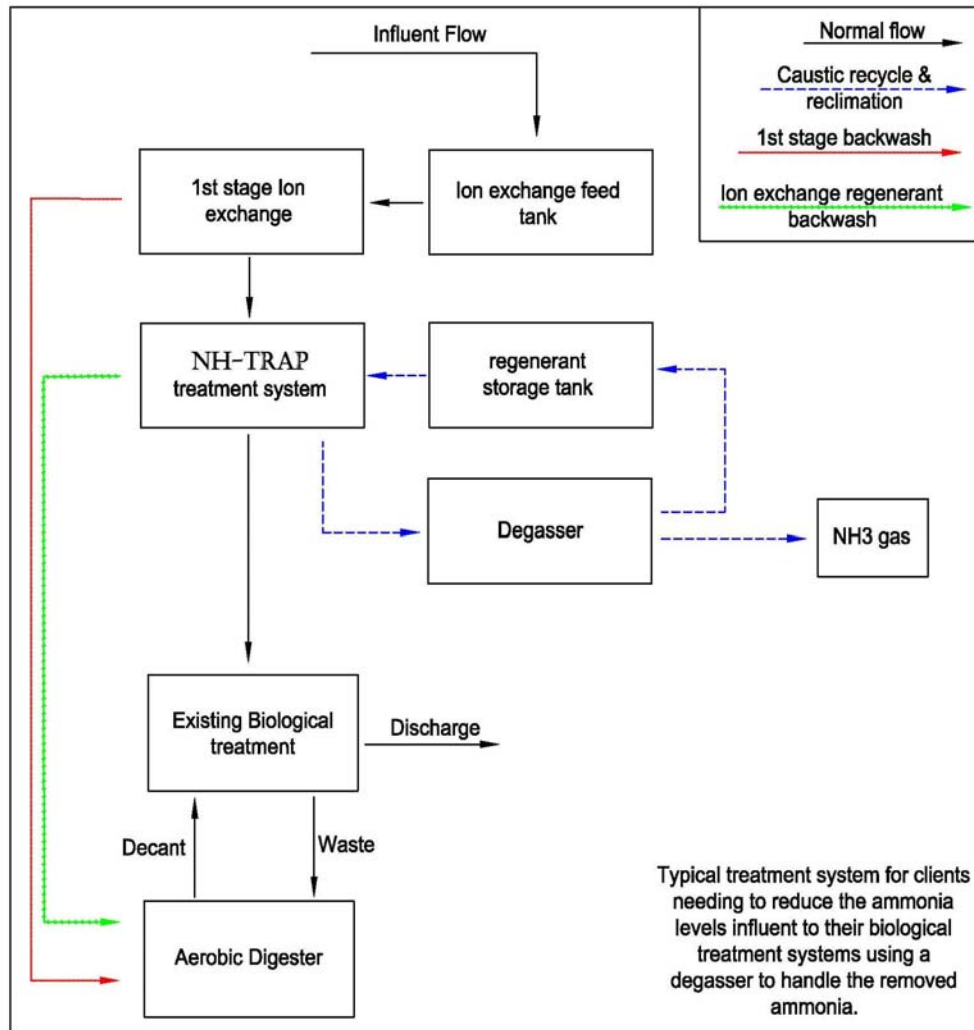 Influent Flow
Normal flow
Caustic recycle &
reclimation
1st stage backwash
Ion exchange regenerant
backwash
1st stage Ion
exchange
Ion exchange feed
tank
NH-TRAP
treatment system
regenerant
storage tank
Degasser
NH3 gas
Existing Biological
treatment
Discharge
Decant
Waste
Aerobic Digester
Typical treatment system for clients
needing to reduce the ammonia
levels influent to their biological
treatment systems using a
degasser to handle the removed
ammonia.